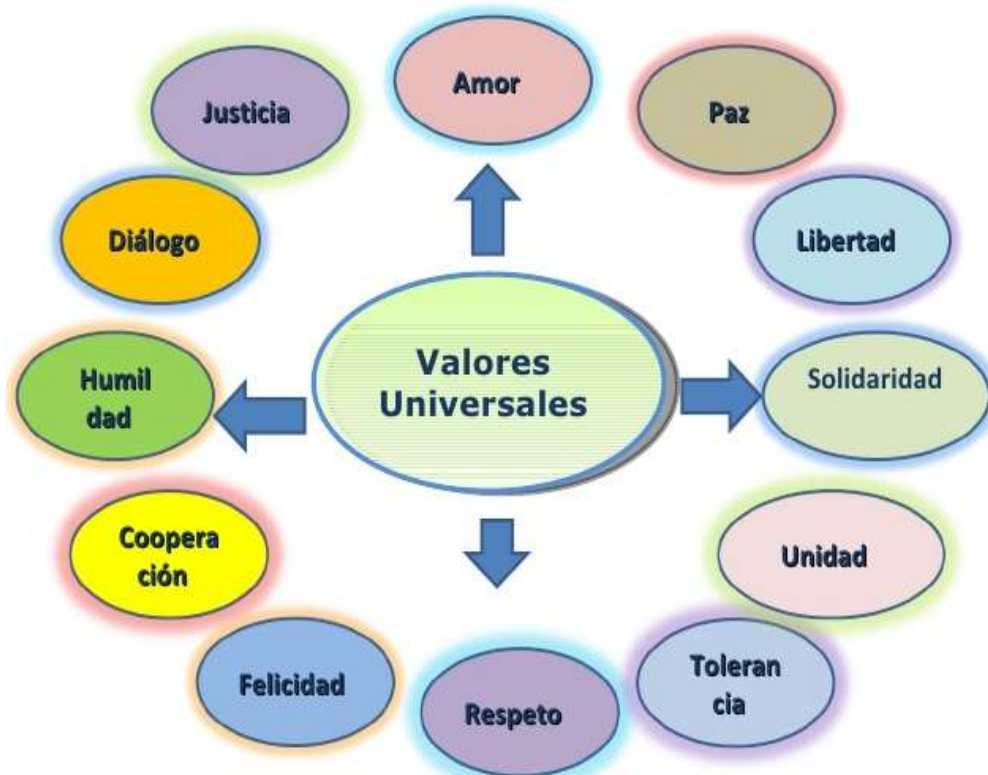 Amor
Justicia
Paz
Diálogo
Libertad
Valores
Universales
Humil
dad
Solidaridad
Coopera
ción
Unidad
Felicidad
Respeto
Toleran
cia